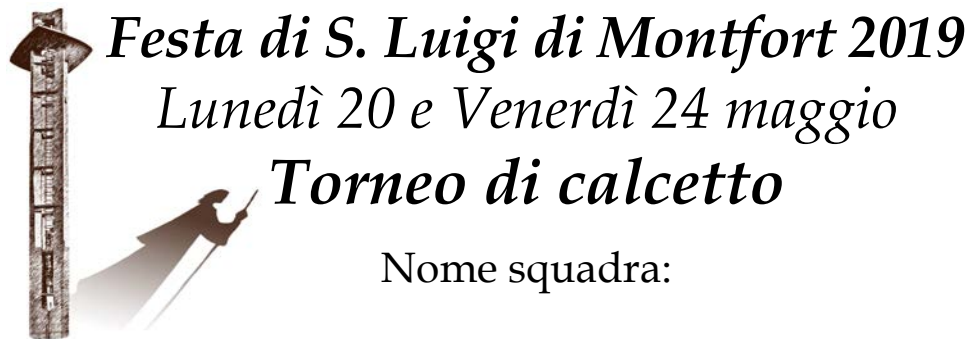 Festa di S. Luigi di Montfort 2019
Lunedì 20 e Venerdì 24 maggio
Torneo di calcetto
Nome squadra: